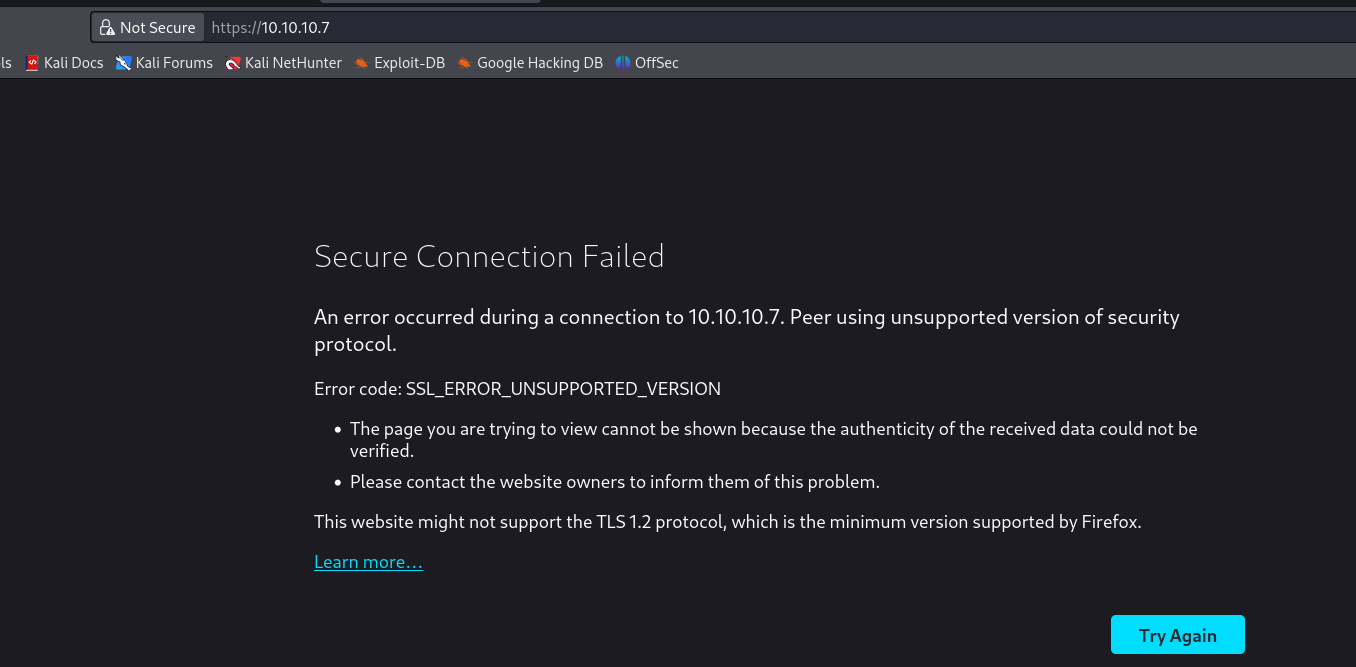 Not Secure https://10.10.10.7
ls Kali Docs Kali Forums Kali NetHunter Exploit-DB Google Hacking DB OffSec
Secure Connection Failed
An error occurred during a connection to 10.10.10.7. Peer using unsupported version of security
protocol.
Error code: SSL_ERROR_UNSUPPORTED_VERSION
• The page you are trying to view cannot be shown because the authenticity of the received data could not be
verified.
• Please contact the website owners to inform them of this problem.
This website might not support the TLS 1.2 protocol, which is the minimum version supported by Firefox.
Learn more…
Try Again